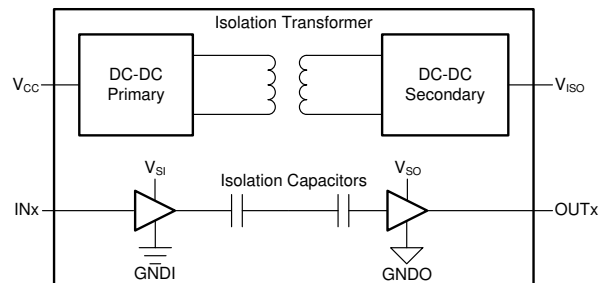 Isolation Transformer
DC-DC
Primary
DC-DC
Secondary
VCC
VISO
VSI
Isolation Capacitors
VSO
INx
OUTx
GNDI
GNDO